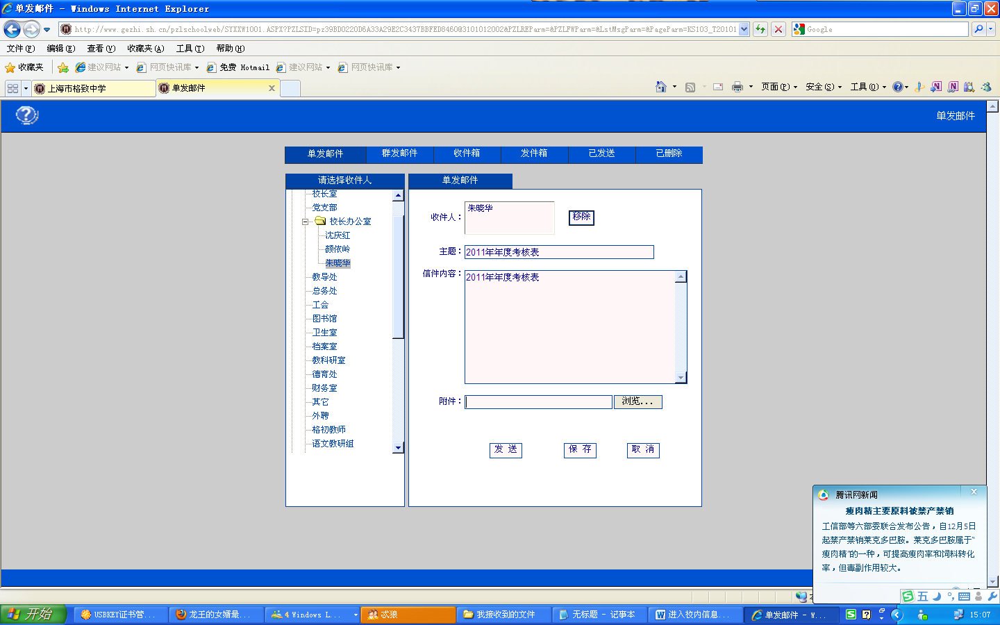 单发邮件 - Windows Internet Explorer
http://www.gezhi.sh.cn/pzlschoolweb/SYXXW1001.ASPX?PZLSID=pz39BD0220D6A33A29E2C3437BBFED8460@3101012002&PZLREParm=&PZLFWParm=&LstMsgParm=&PageParm=KS103_T20101
Google
文件(F) 编辑(E) 查看(V) 收藏夹(A) 工具(T) 帮助(H)
收藏夹 建议网站 网页快讯库 免费 Hotmail 建议网站 网页快讯库
上海市格致中学 单发邮件 页面(P) 安全(S) 工具(O)
单发邮件
单发邮件 群发邮件 收件箱 发件箱 已发送 已删除
请选择收件人
校长室
党支部
校长办公室
沈庆红
颜依岭
朱晓华
教导处
总务处
工会
图书馆
卫生室
档案室
教科研室
德育处
财务室
其它
外聘
格初教师
语文教研组
单发邮件
收件人： 朱晓华 移除
主题： 2011年年度考核表
信件内容： 2011年年度考核表
附件： 浏览...
发 送 保 存 取 消
腾讯网新闻
瘦肉精主要原料被禁产禁销
工信部等六部委联合发布公告，自12月5日
起禁产禁销莱克多巴胺。莱克多巴胺属于“
瘦肉精”的一种，可提高瘦肉率和饲料转化
率，但毒副作用较大。
五
开始 USBKEY证书管... 龙王的女婿最... 4 Windows L... 忒狼 我接收到的文件 无标题 - 记事本 进入校内信息... 单发邮件 - W... 15:07